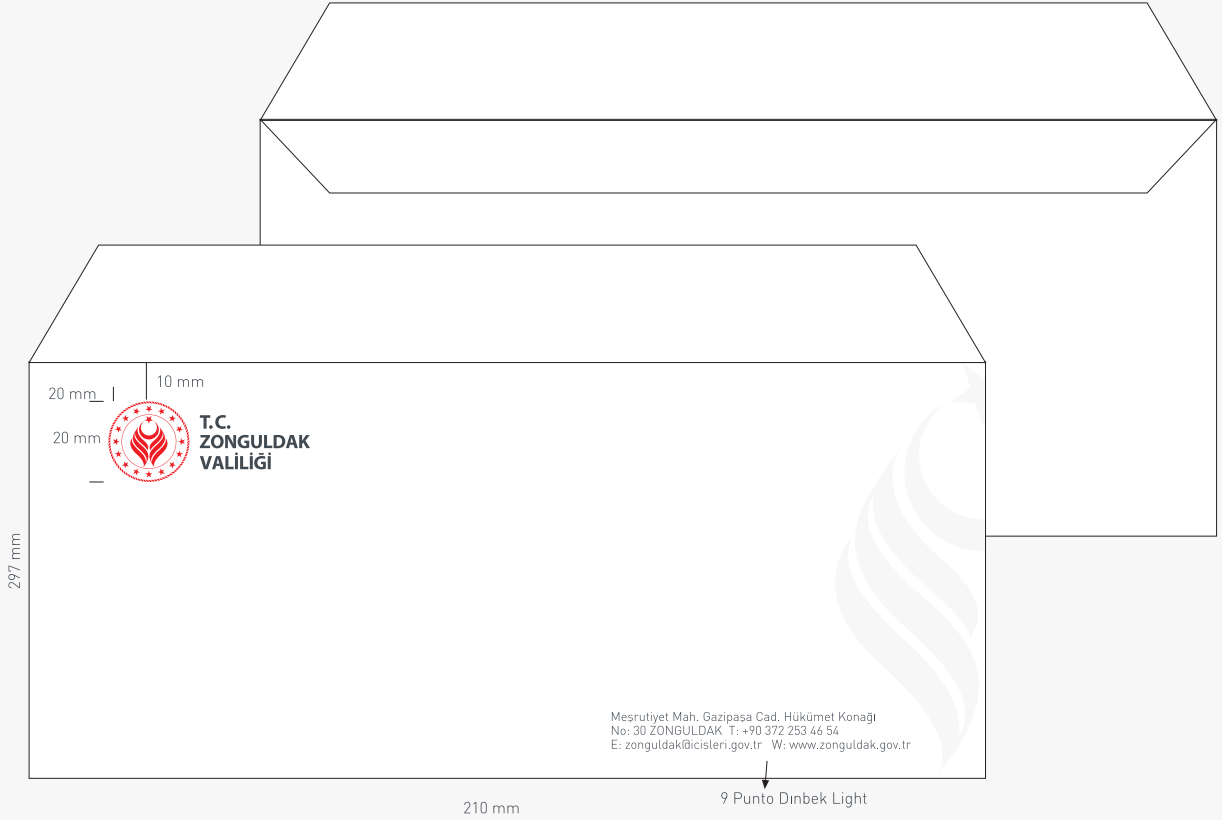 10 mm
20 mm
20 mm
T.C.
ZONGULDAK
VALİLİĞİ
297 mm
Meşrutiyet Mah. Gazipaşa Cad. Hükümet Konağı
No: 30 ZONGULDAK T: +90 372 253 46 54
E: zonguldak@icisleri.gov.tr W: www.zonguldak.gov.tr
9 Punto Dınbek Light
210 mm